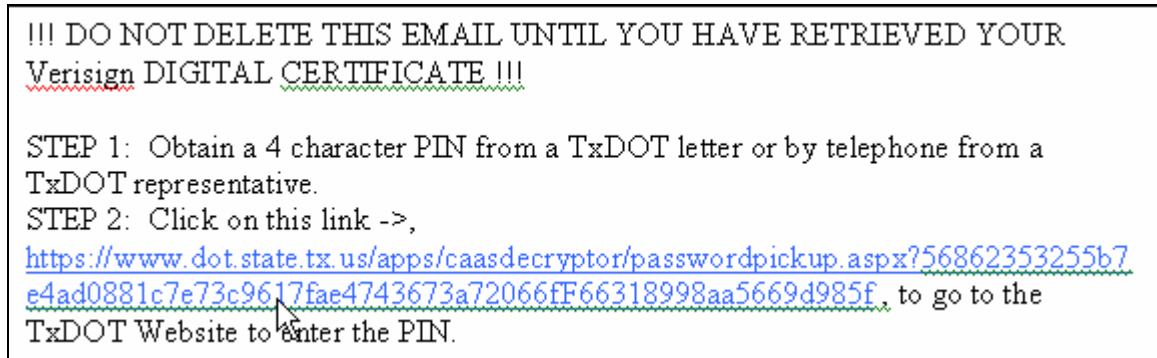 !!! DO NOT DELETE THIS EMAIL UNTIL YOU HAVE RETRIEVED YOUR
Verisign DIGITAL CERTIFICATE !!!
STEP 1:  Obtain a 4 character PIN from a TxDOT letter or by telephone from a
TxDOT representative.
STEP 2:  Click on this link ->,
https://www.dot.state.tx.us/apps/caasdecryptor/passwordpickup.aspx?56862353255b7
e4ad0881c7e73c9617fae4743673a72066fF66318998aa5669d985f , to go to the
TxDOT Website to enter the PIN.